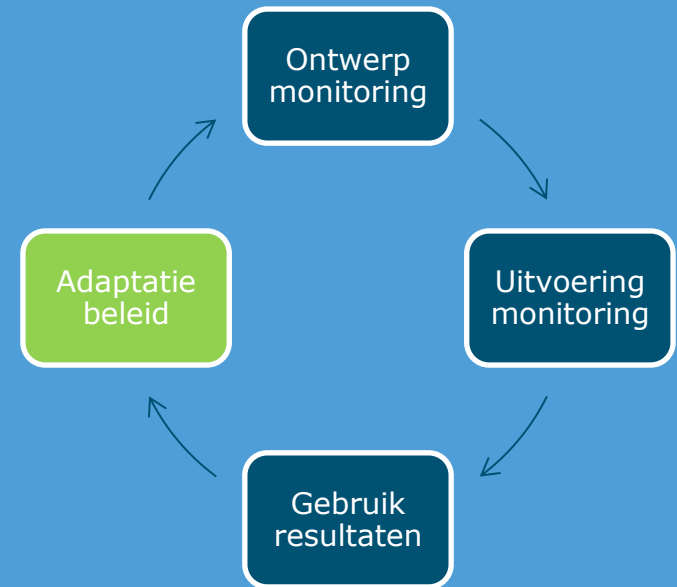 Ontwerp
monitoring
Adaptatie
beleid
Uitvoering
monitoring
Gebruik
resultaten